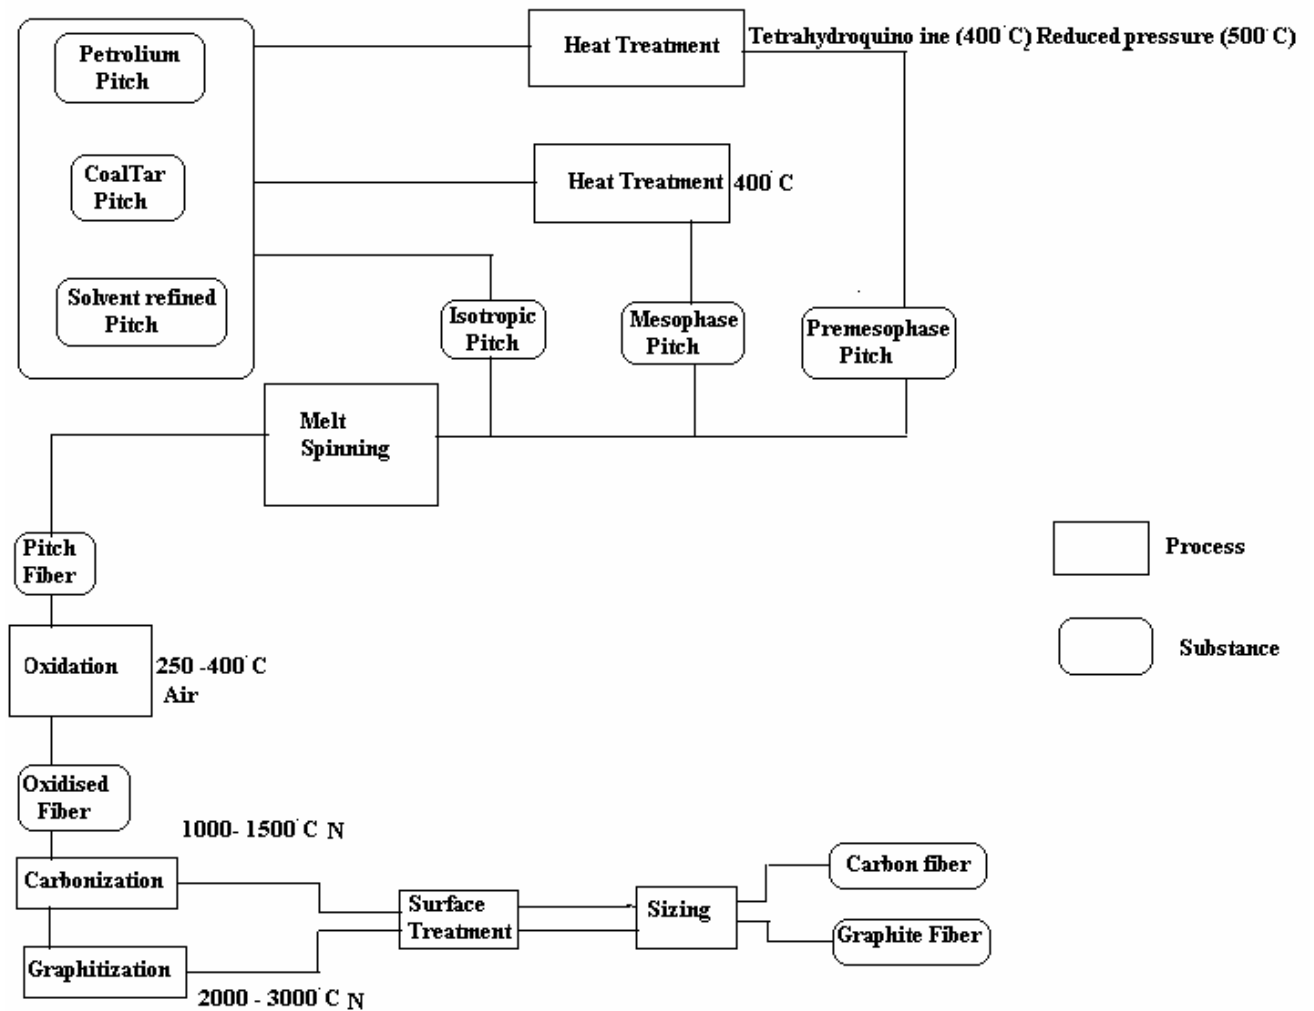 Petrolium
Pitch
Heat Treatment
Tetrahydroquino ine (400°C) Reduced pressure (500°C)
CoalTar
Pitch
Heat Treatment 400°C
Solvent refined
Pitch
Isotropic
Pitch
Mesophase
Pitch
Premesophase
Pitch
Melt
Spinning
Pitch
Fiber
Process
Oxidation
250 -400°C
Air
Substance
Oxidised
Fiber
1000- 1500°C N
Carbonization
Surface
Treatment
Sizing
Carbon fiber
Graphite Fiber
Graphitization
2000 - 3000°C N